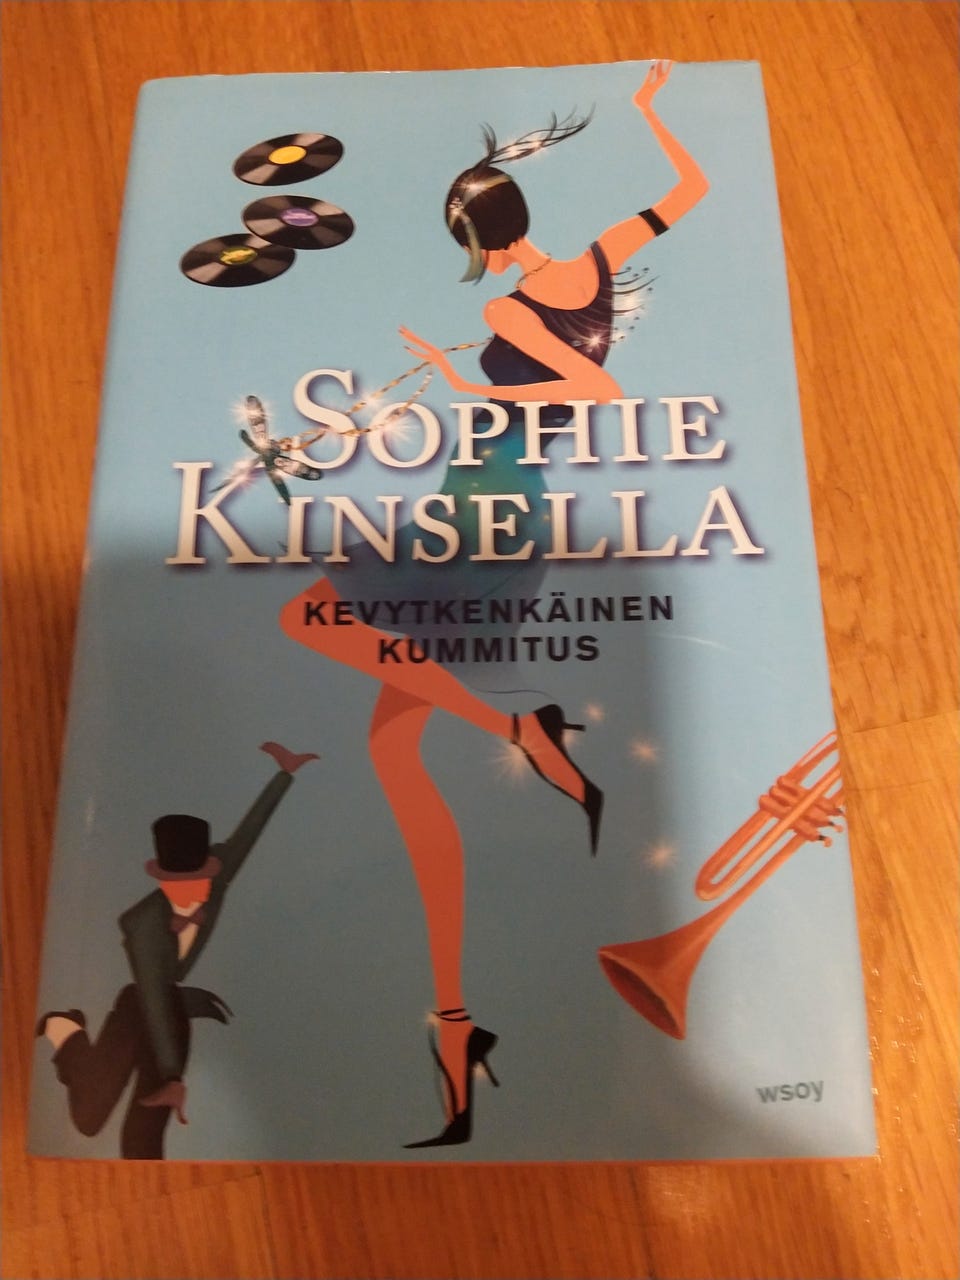 SOPHIE
KINSELLA
KEVYTKENKÄINEN
KUMMITUS
wsoy